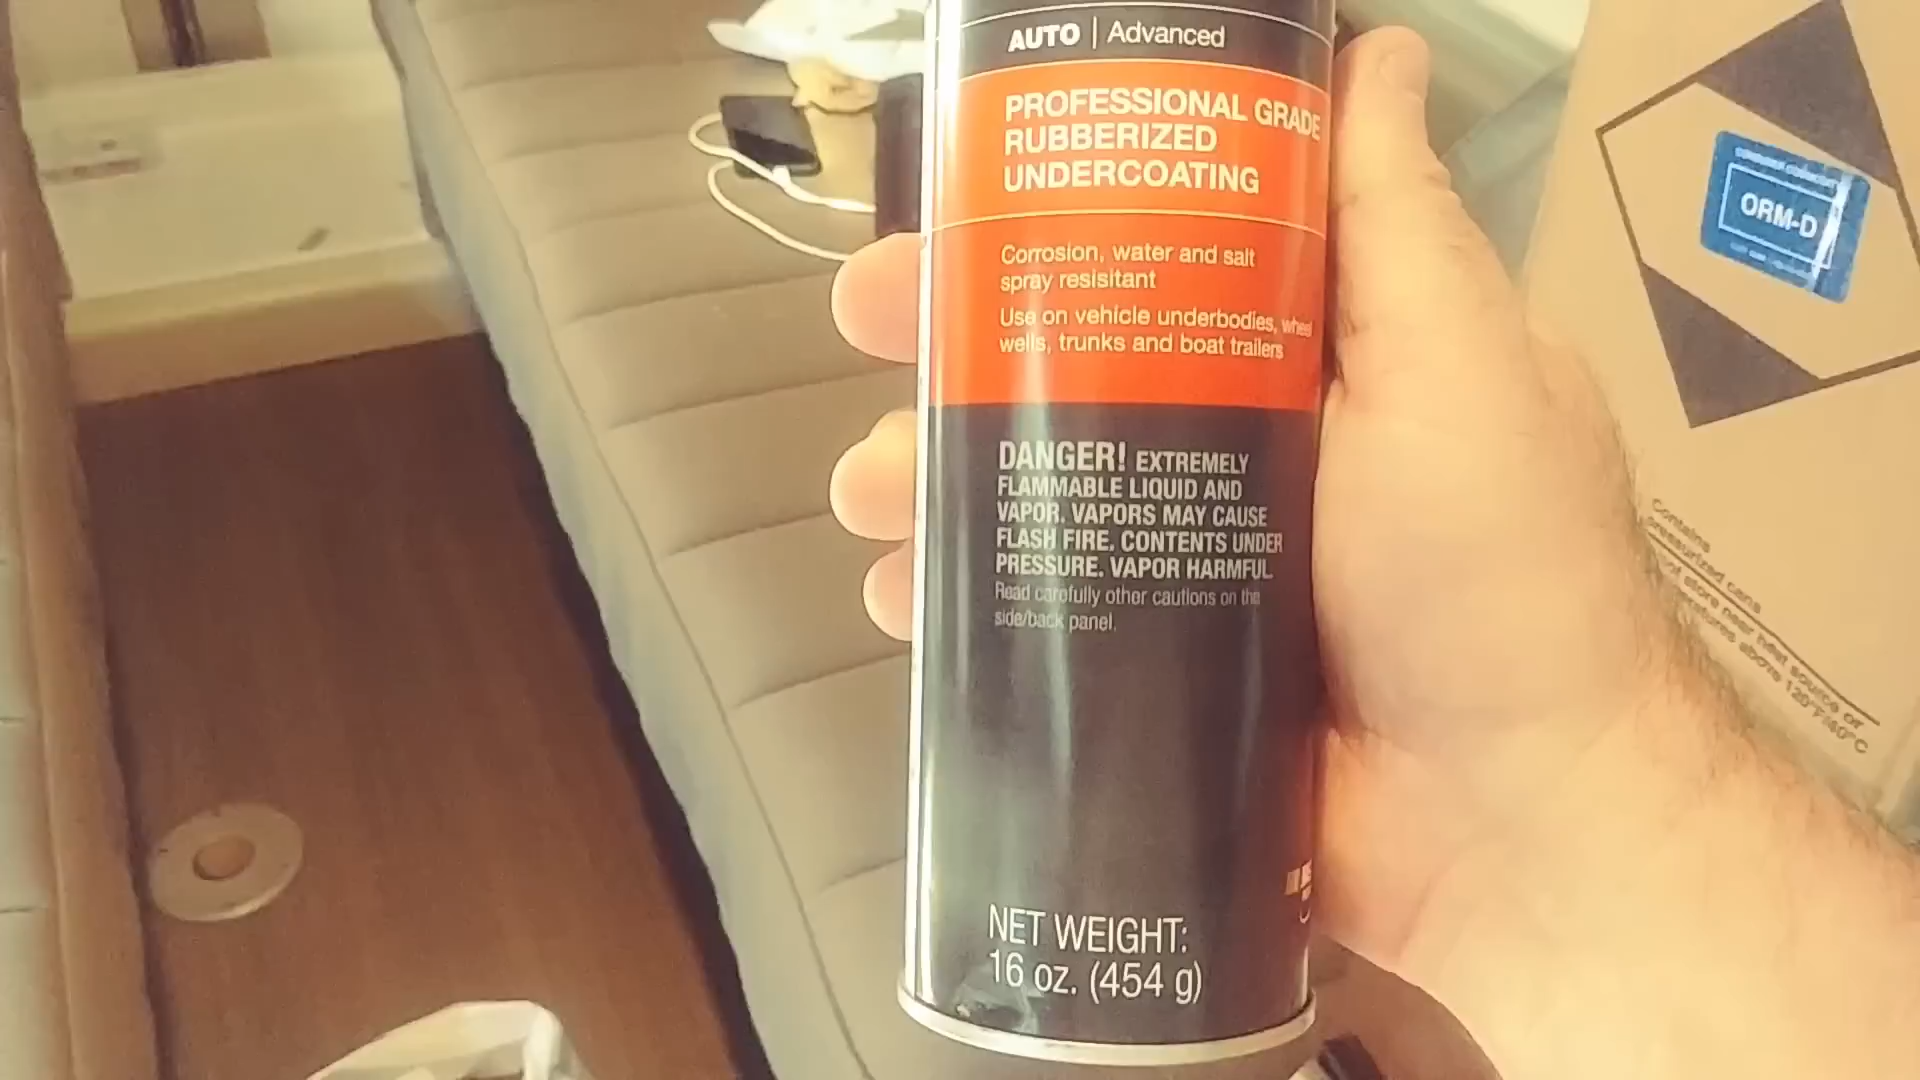 AUTO | Advanced
PROFESSIONAL GRADE
RUBBERIZED
UNDERCOATING
Corrosion, water and salt
spray resisitant
Use on vehicle underbodies, wheel
wells, trunks and boat trailers
DANGER! EXTREMELY
FLAMMABLE LIQUID AND
VAPOR. VAPORS MAY CAUSE
FLASH FIRE. CONTENTS UNDER
PRESSURE. VAPOR HARMFUL
Read carefully other cautions on the
side/back panel.
NET WEIGHT:
16 oz. (454 g)
ORM-D
Contains
pressurized cans
not store near heat source or
above 120°F